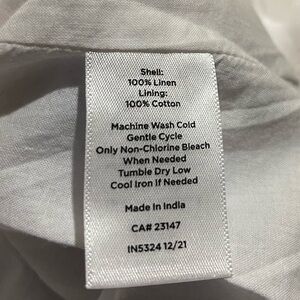 Shell:
100% Linen
Lining:
100% Cotton
Machine Wash Cold
Gentle Cycle
Only Non-Chlorine Bleach
When Needed
Tumble Dry Low
Cool Iron if Needed
Made in India
CA# 23147
IN5324 12/21